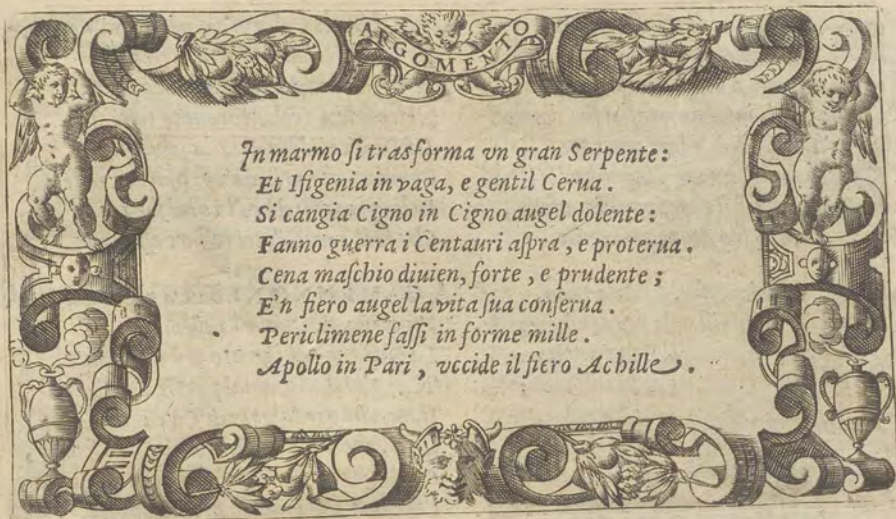 ARGOMENTO
In marmo ſi trasforma vn gran Serpente:
Et Ifigenia in vaga, e gentil Cerua.
Si cangia Cigno in Cigno augel dolente:
Fanno guerra i Centauri aſpra, e proterua.
Cena maſchio diuien, forte, e prudente;
E'n fiero augel la vita ſua conſerua.
Periclimene faſſi in forme mille.
Apollo in Pari, vccide il fiero Achille.